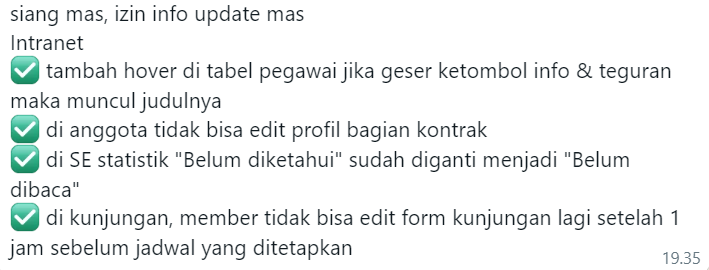 siang mas, izin info update mas
Intranet
✅ tambah hover di tabel pegawai jika geser ketombol info & teguran
maka muncul judulnya
✅ di anggota tidak bisa edit profil bagian kontrak
✅ di SE statistik "Belum diketahui" sudah diganti menjadi "Belum
dibaca"
✅ di kunjungan, member tidak bisa edit form kunjungan lagi setelah 1
jam sebelum jadwal yang ditetapkan
19.35